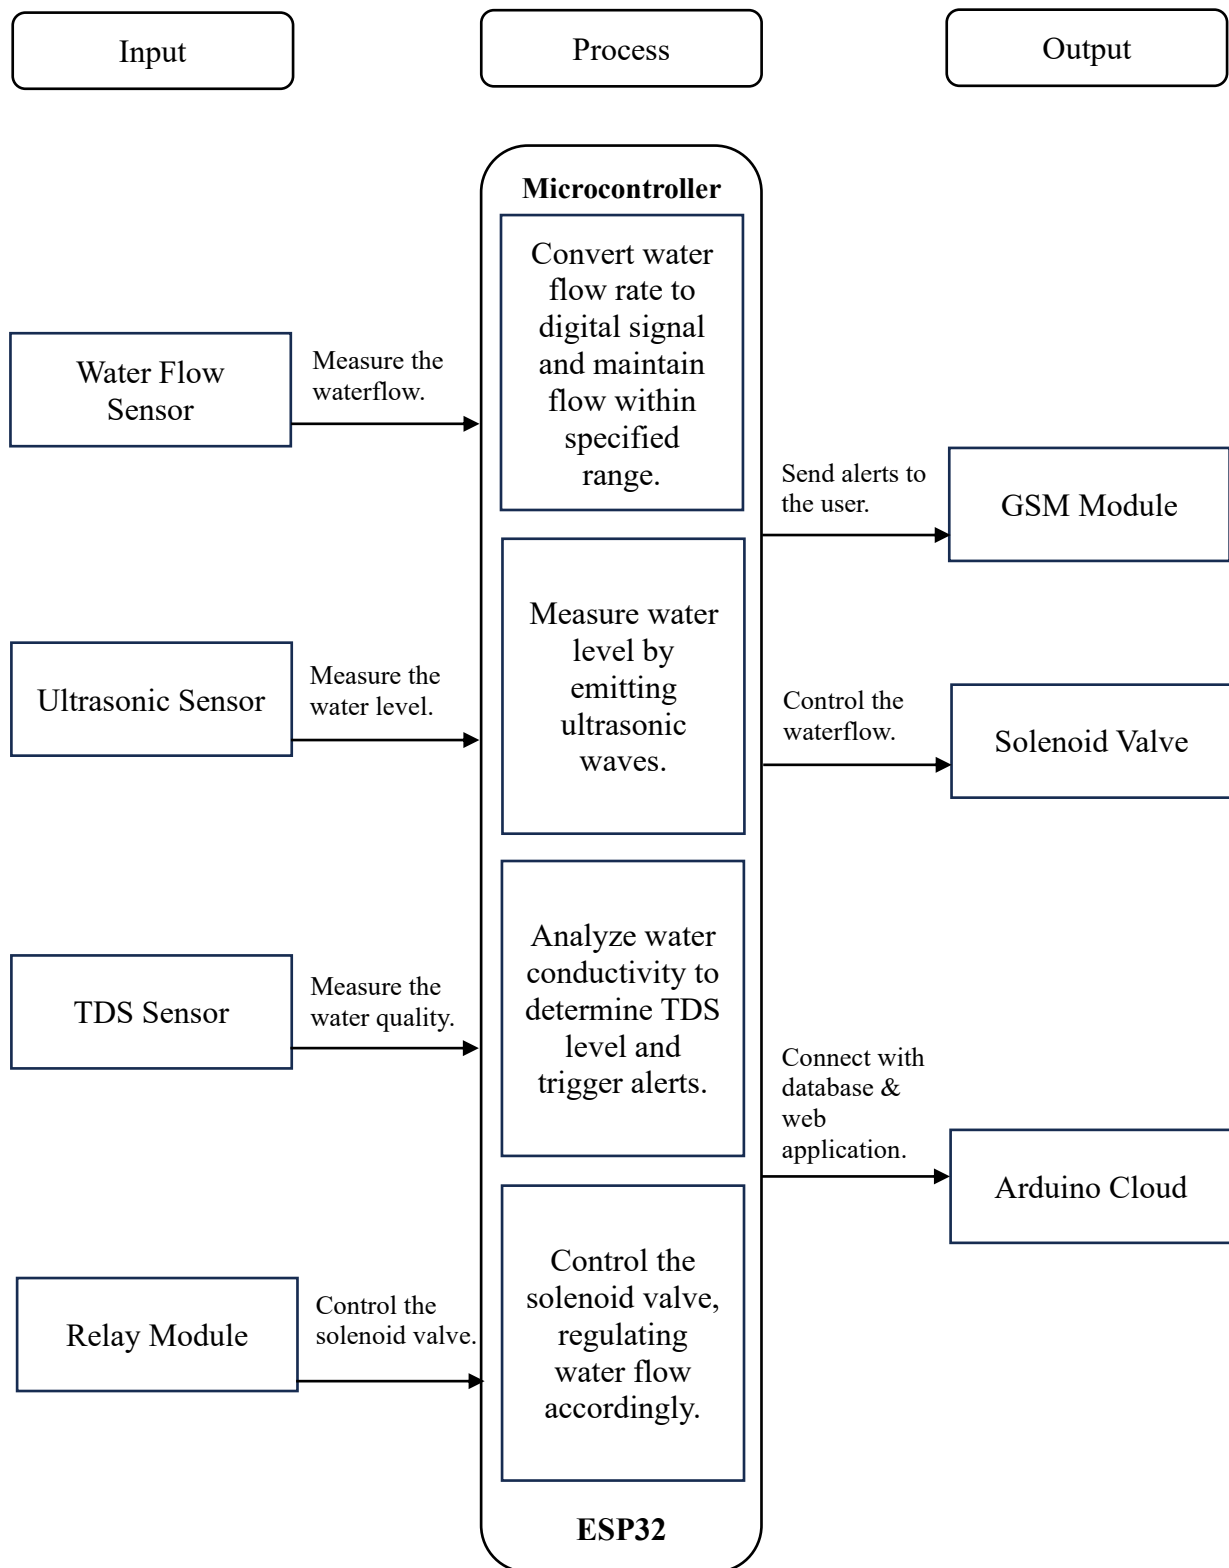 Input
Process
Output
Microcontroller
Convert water
flow rate to
digital signal
and maintain
flow within
specified
range.
Water Flow
Sensor
Measure the
waterflow.
Send alerts to
the user.
GSM Module
Measure water
level by
emitting
ultrasonic
waves.
Ultrasonic Sensor
Measure the
water level.
Control the
waterflow.
Solenoid Valve
Analyze water
conductivity to
determine TDS
level and
trigger alerts.
TDS Sensor
Measure the
water quality.
Connect with
database &
web
application.
Arduino Cloud
Control the
solenoid valve,
regulating
water flow
accordingly.
Relay Module
Control the
solenoid valve.
ESP32